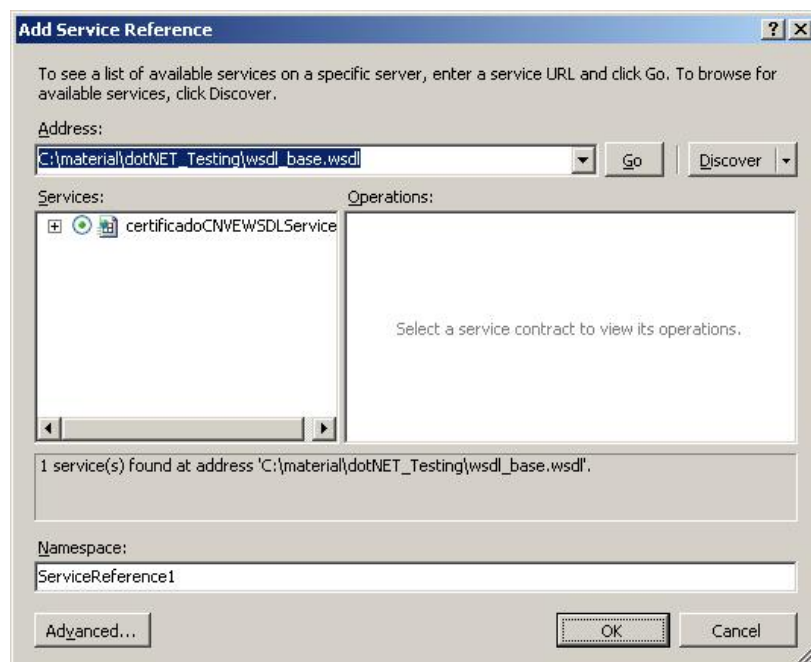 Add Service Reference
To see a list of available services on a specific server, enter a service URL and click Go. To browse for
available services, click Discover.
Address:
C:\material\dotNET_Testing\wsdl_base.wsdl
Go
Discover
Services:
Operations:
certificadoCNVEWSDLService
Select a service contract to view its operations.
1 service(s) found at address 'C:\material\dotNET_Testing\wsdl_base.wsdl'.
Namespace:
ServiceReference1
Advanced...
OK
Cancel